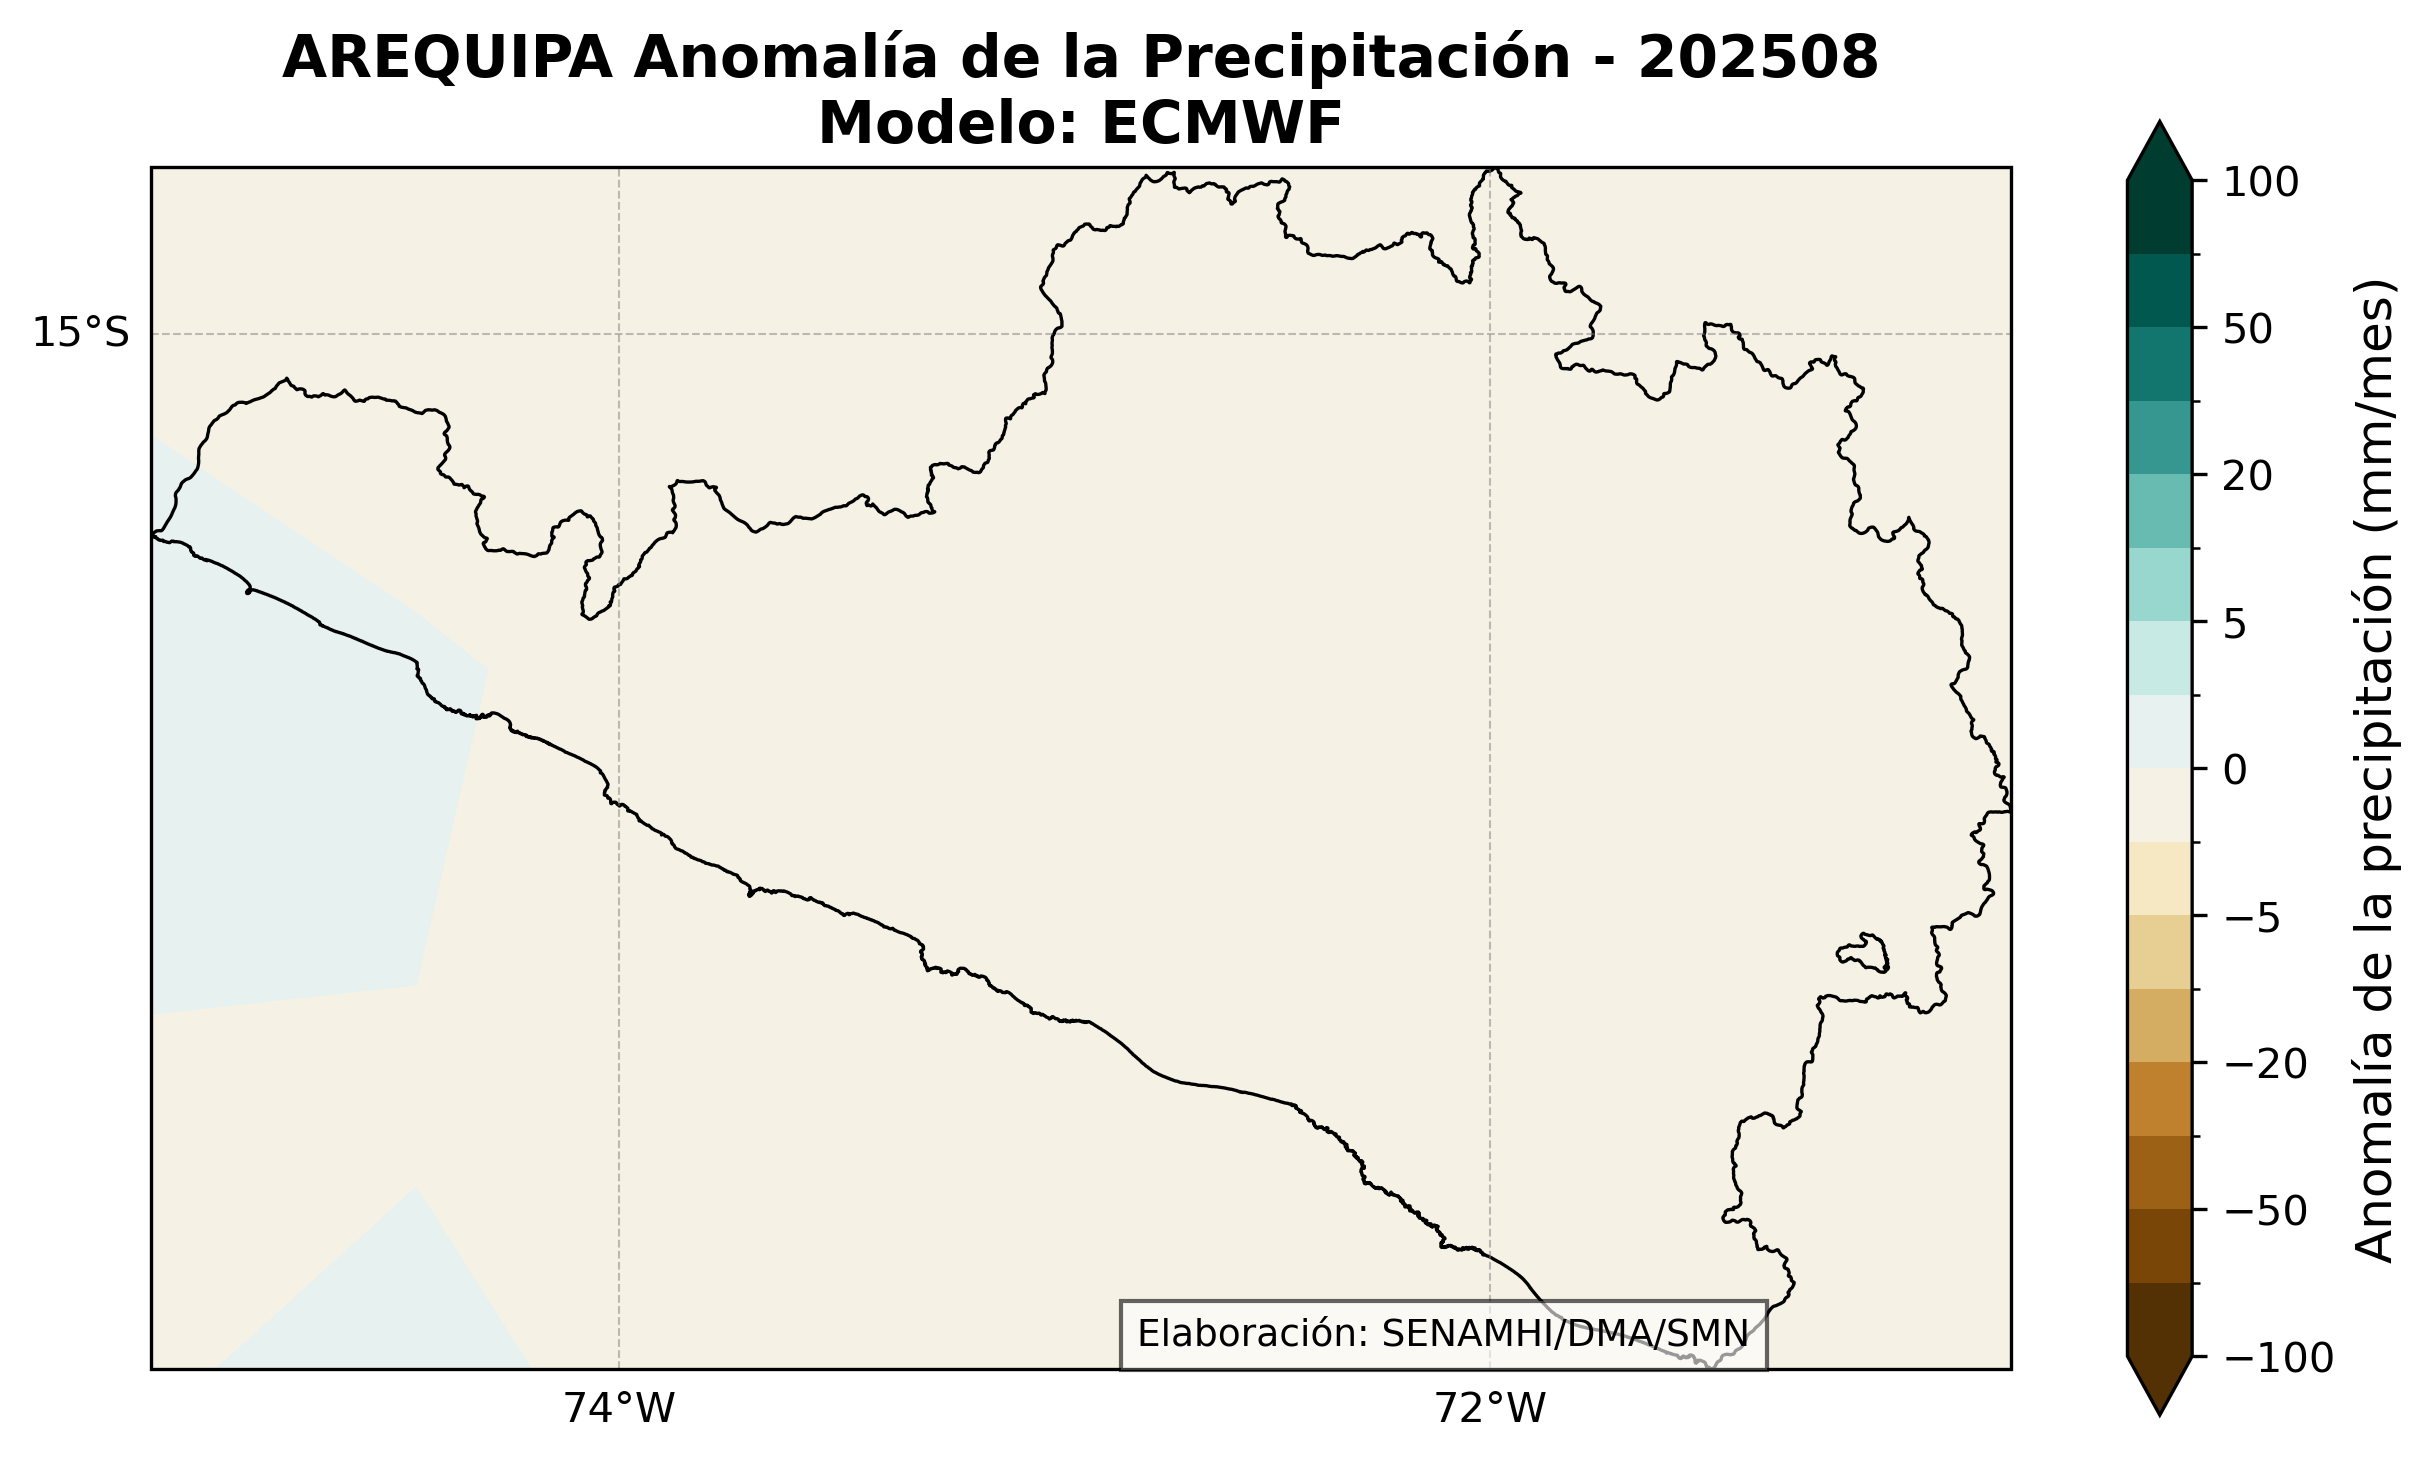 AREQUIPA Anomalía de la Precipitación - 202508
Modelo: ECMWF
15°S
74°W
72°W
Elaboración: SENAMHI/DMA/SMN
100
50
20
5
0
−5
−20
−50
−100
Anomalía de la precipitación (mm/mes)